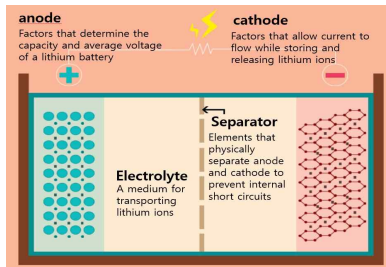 anode
Factors that determine the
capacity and average voltage
of a lithium battery
cathode
Factors that allow current to
flow while storing and
releasing lithium ions
Separator
Elements that
physically
separate anode
and cathode to
prevent internal
short circuits
Electrolyte
A medium for
transporting
lithium ions